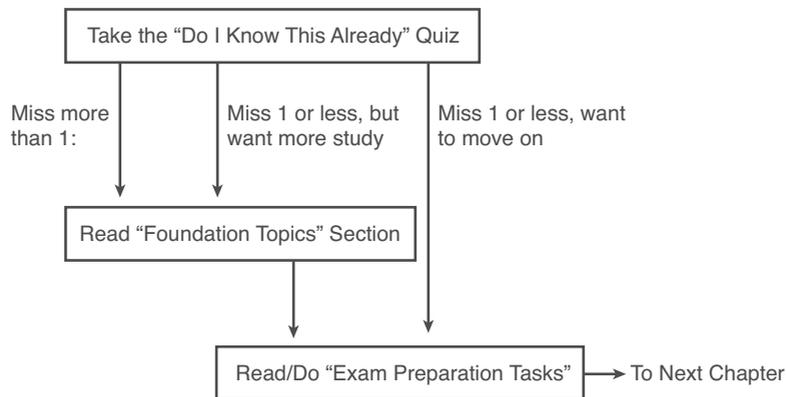 Take the “Do I Know This Already” Quiz
Miss more
than 1:
Miss 1 or less, but
want more study
Miss 1 or less, want
to move on
Read “Foundation Topics” Section
Read/Do “Exam Preparation Tasks”
To Next Chapter